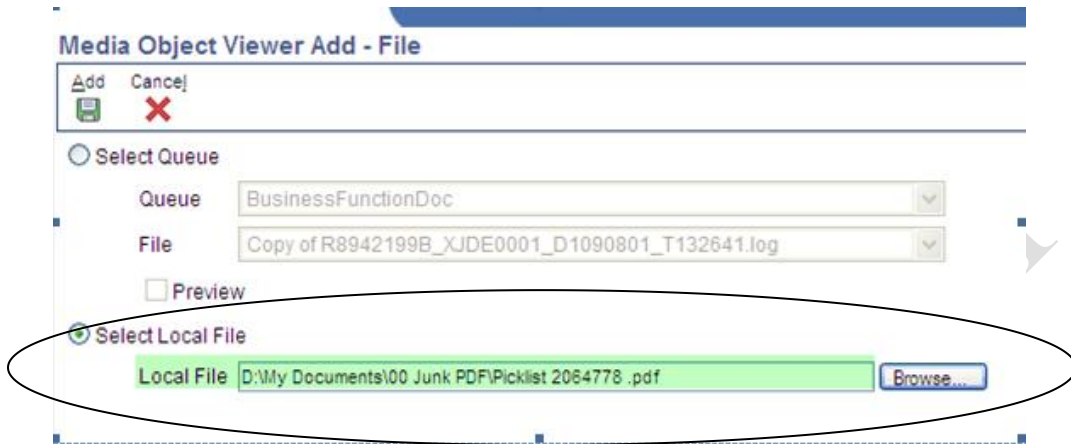 Media Object Viewer Add - File
Add Cancel
Select Queue
Queue BusinessFunctionDoc
File Copy of R8942199B_XJDE0001_D1090801_T132641.log
Preview
Select Local File
Local File D:\My Documents\00 Junk PDF\Picklist 2064778 .pdf Browse...